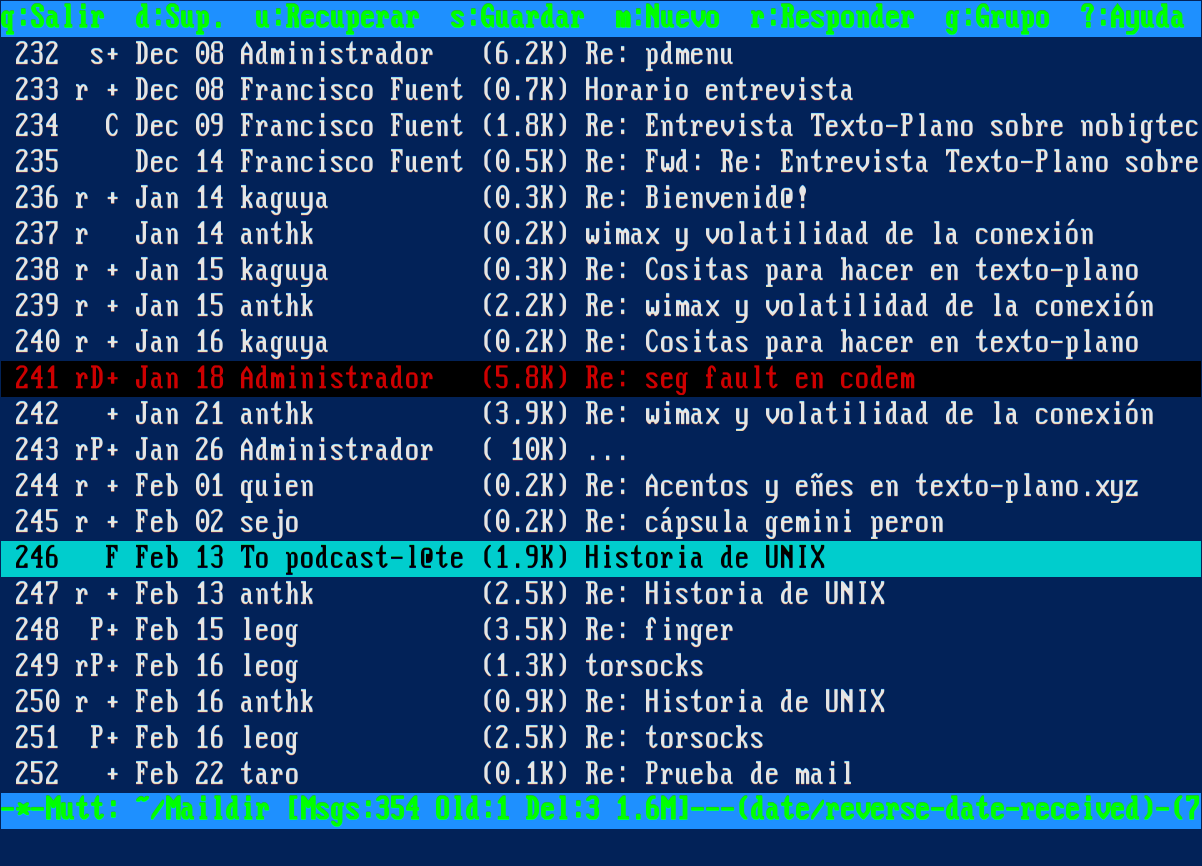 q:Salir  d:Sup.  u:Recuperar  s:Guardar  m:Nuevo  r:Responder  g:Grupo  ?:Ayuda
232  s+ Dec 08 Administrador   (6.2K) Re: pdmenu
233 r + Dec 08 Francisco Fuent (0.7K) Horario entrevista
234   C Dec 09 Francisco Fuent (1.8K) Re: Entrevista Texto-Plano sobre nobigtec
235     Dec 14 Francisco Fuent (0.5K) Re: Fwd: Re: Entrevista Texto-Plano sobre
236 r + Jan 14 kaguya          (0.3K) Re: Bienvenid@!
237 r   Jan 14 anthk           (0.2K) wimax y volatilidad de la conexión
238 r + Jan 15 kaguya          (0.3K) Re: Cositas para hacer en texto-plano
239 r + Jan 15 anthk           (2.2K) Re: wimax y volatilidad de la conexión
240 r + Jan 16 kaguya          (0.2K) Re: Cositas para hacer en texto-plano
241 rD+ Jan 18 Administrador   (5.8K) Re: seg fault en codem
242   + Jan 21 anthk           (3.9K) Re: wimax y volatilidad de la conexión
243 rP+ Jan 26 Administrador   ( 10K) ...
244 r + Feb 01 quien           (0.2K) Re: Acentos y eñes en texto-plano.xyz
245 r + Feb 02 sejo            (0.2K) Re: cápsula gemini peron
246   F Feb 13 To podcast-l@te (1.9K) Historia de UNIX
247 r + Feb 13 anthk           (2.5K) Re: Historia de UNIX
248  P+ Feb 15 leog            (3.5K) Re: finger
249 rP+ Feb 16 leog            (1.3K) torsocks
250 r + Feb 16 anthk           (0.9K) Re: Historia de UNIX
251  P+ Feb 16 leog            (2.5K) Re: torsocks
252   + Feb 22 taro            (0.1K) Re: Prueba de mail
-*-Mutt: ~/Maildir [Msgs:354 Old:1 Del:3 1.6M]---(date/reverse-date-received)-(7